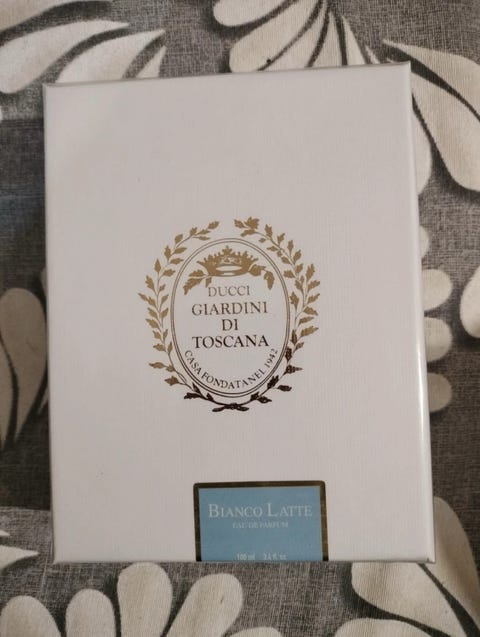 DUCCI
GIARDINI
DI
TOSCANA
CASA FONDATA NEL 1942
BIANCO LATTE
EAU DE PARFUM
100 ml 3.4 fl. oz